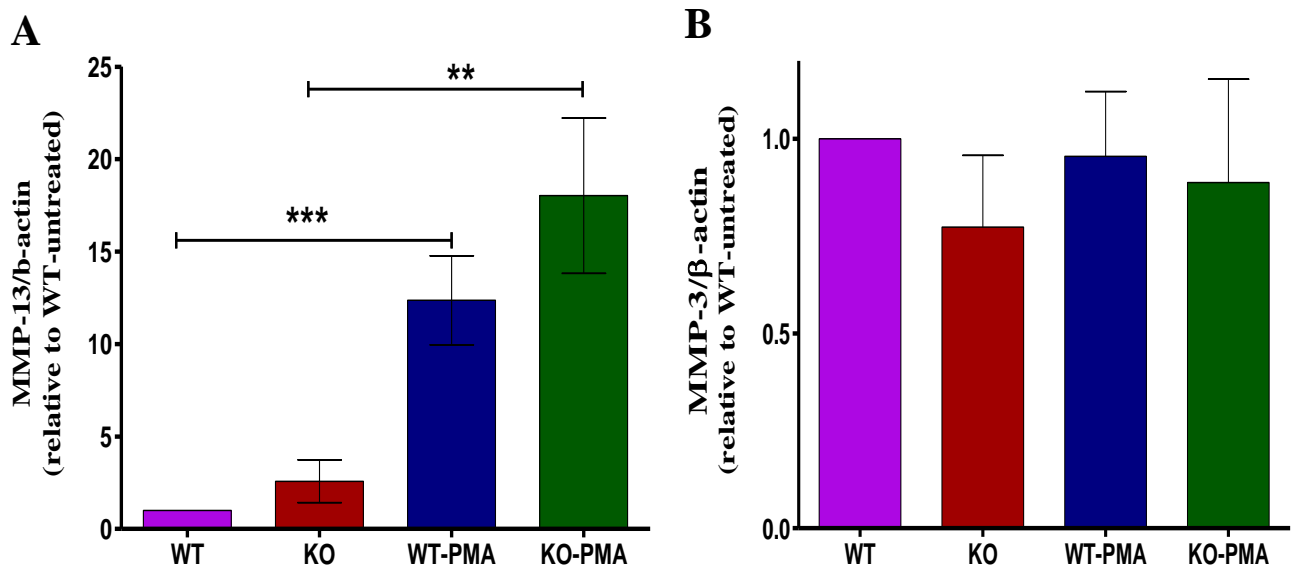 A
MMP-13/b-actin
(relative to WT-untreated)
25
20
15
10
5
0
**
***
WT KO WT-PMA KO-PMA
B
MMP-3/β-actin
(relative to WT-untreated)
1.0
0.5
0.0
WT KO WT-PMA KO-PMA